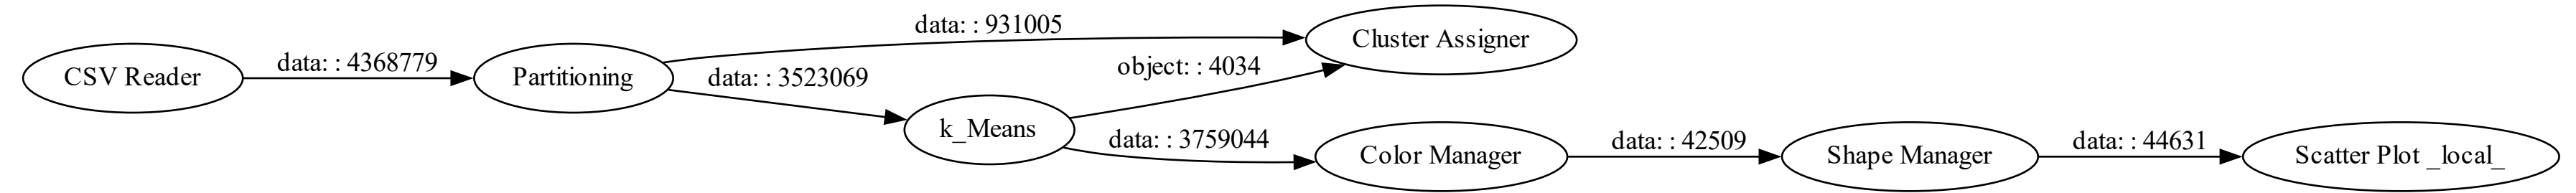 CSV Reader
data: : 4368779
Partitioning
data: : 931005
data: : 3523069
k_Means
object: : 4034
data: : 3759044
Cluster Assigner
Color Manager
data: : 42509
Shape Manager
data: : 44631
Scatter Plot _local_